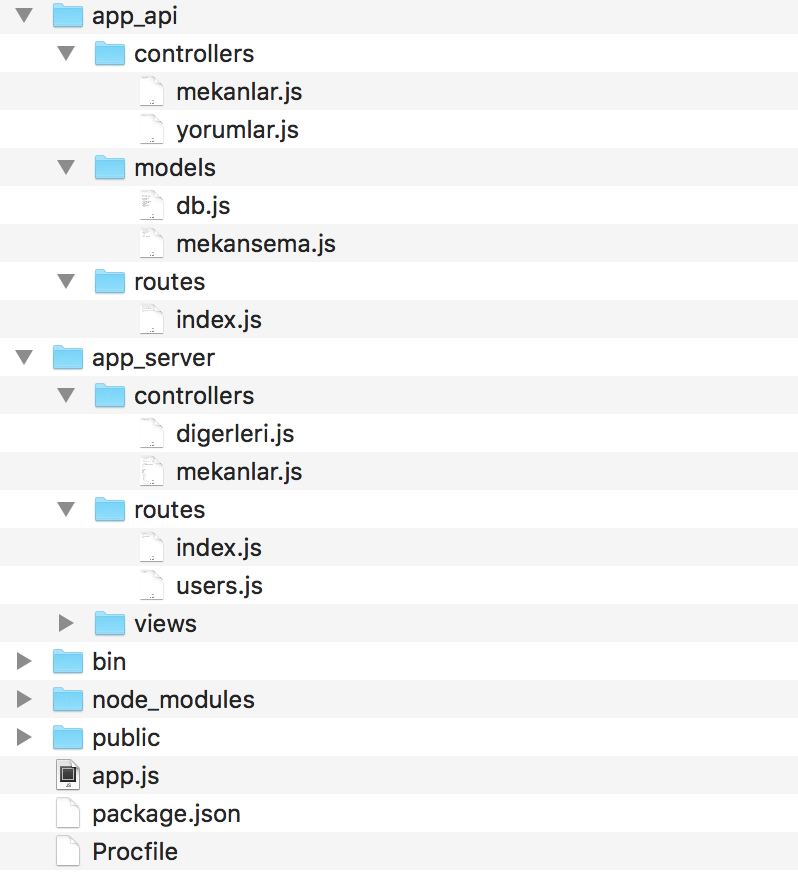 app_api
controllers
mekanlar.js
yorumlar.js
models
db.js
mekansema.js
routes
index.js
app_server
controllers
digerleri.js
mekanlar.js
routes
index.js
users.js
views
bin
node_modules
public
app.js
package.json
Procfile